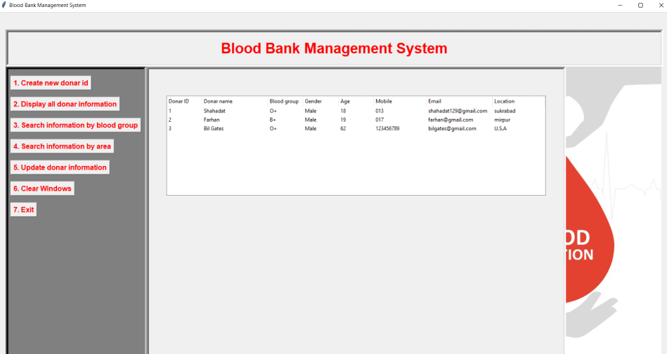 Blood Bank Management System
Blood Bank Management System
1. Create new donar id
2. Display all donar information
3. Search information by blood group
4. Search information by area
5. Update donar information
6. Clear Windows
7. Exit
Donar ID Donar name Blood group Gender Age Mobile Email Location
1 Shahadat O+ Male 18 013 shahadat129@gmail.com sukrabad
2 Farhan B+ Male 19 017 farhan@gmail.com mirpur
3 Bil Gates O+ Male 62 123456789 bilgates@gmail.com U.S.A
OD
TION